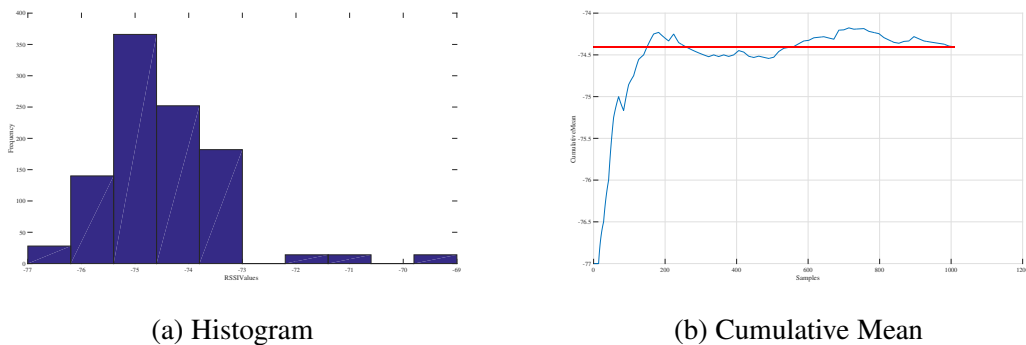 400
350
300
250
200
150
100
50
0
Frequency
-77 -76 -75 -74 -73 -72 -71 -70 -69
RSSIValues
-74
-74.5
-75
-75.5
-76
-76.5
-77
CumulativeMean
0 200 400 600 800 1000 1200
Samples
(a) Histogram
(b) Cumulative Mean